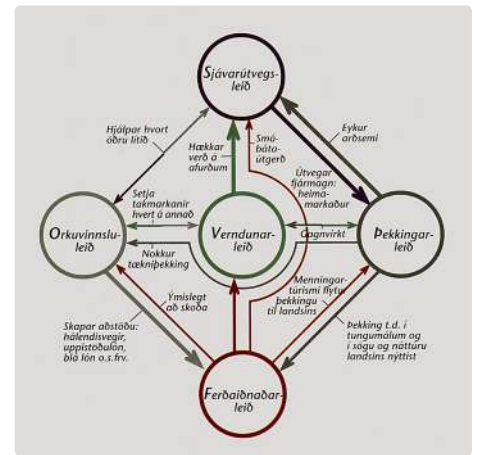 Sjávarútvegs-
leið
Hjálpar hvort
öðru lítið
Eykur
arðsemi
Hækkar
verð á
afurðum
Smá-
báta-
útgerð
Útvegar
fjármagn:
heima-
markaður
Setja
takmarkanir
hvert á annað
Orkuvinnslu-
leið
Verndunar-
leið
Gagnvirkt
Þekkingar-
leið
Nokkur
tækniþekking
Ýmislegt
að skoða
Menningar-
túrismi flytur
þekkingu
til landsins
Skapar aðstöðu:
hálendisvegir,
uppistöðulón,
blá lón o.s.frv.
Þekking t.d. í
tungumálum og
í sögu og náttúru
landsins nýttist
Ferðaiðnaðar-
leið